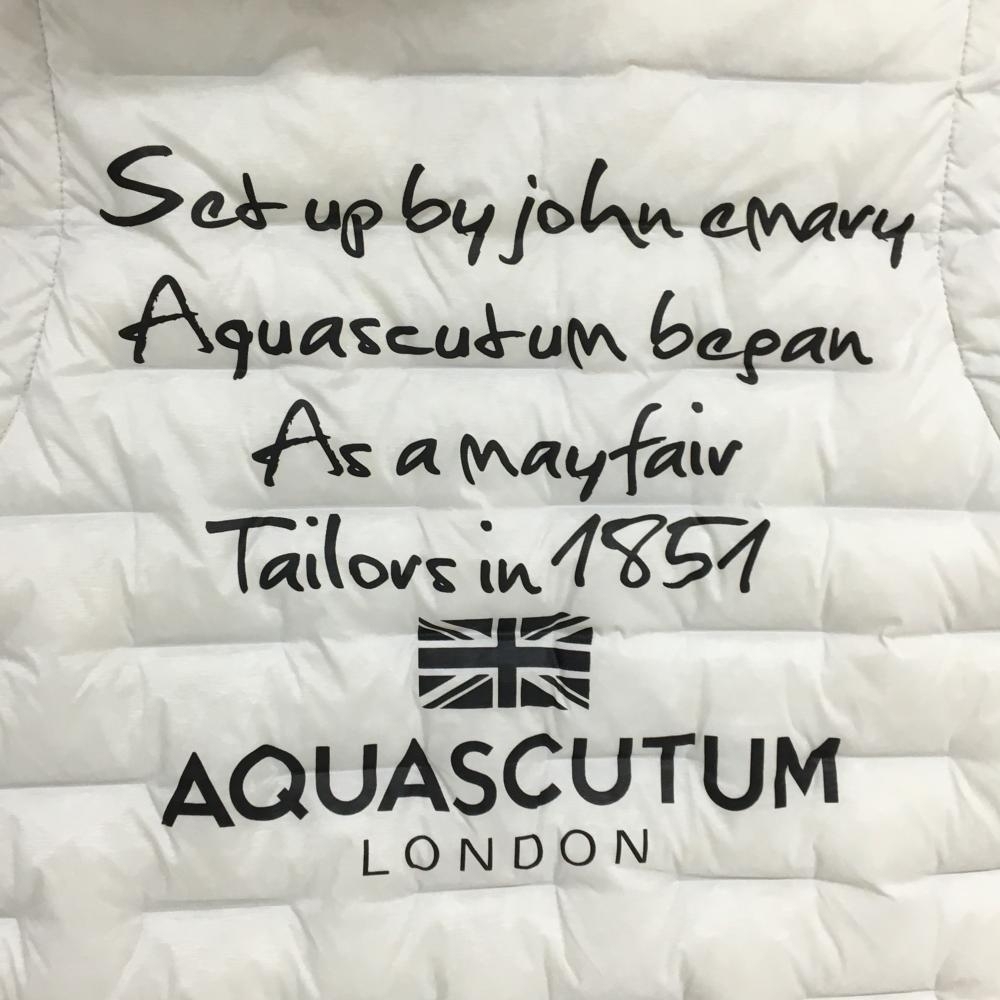 Set up by john emary
Aquascutum began
As a mayfair
Tailors in 1851
AQUASCUTUM
LONDON